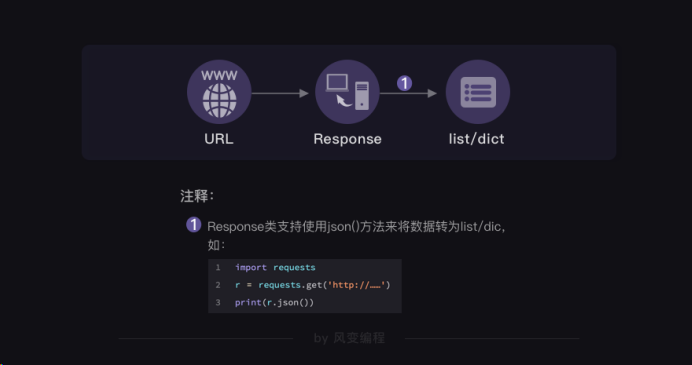 WWW
URL
Response
1
list/dict
注释：
1 Response类支持使用json()方法来将数据转为list/dic，
如：
1 import requests
2 r = requests.get('http://……')
3 print(r.json())
by 风变编程